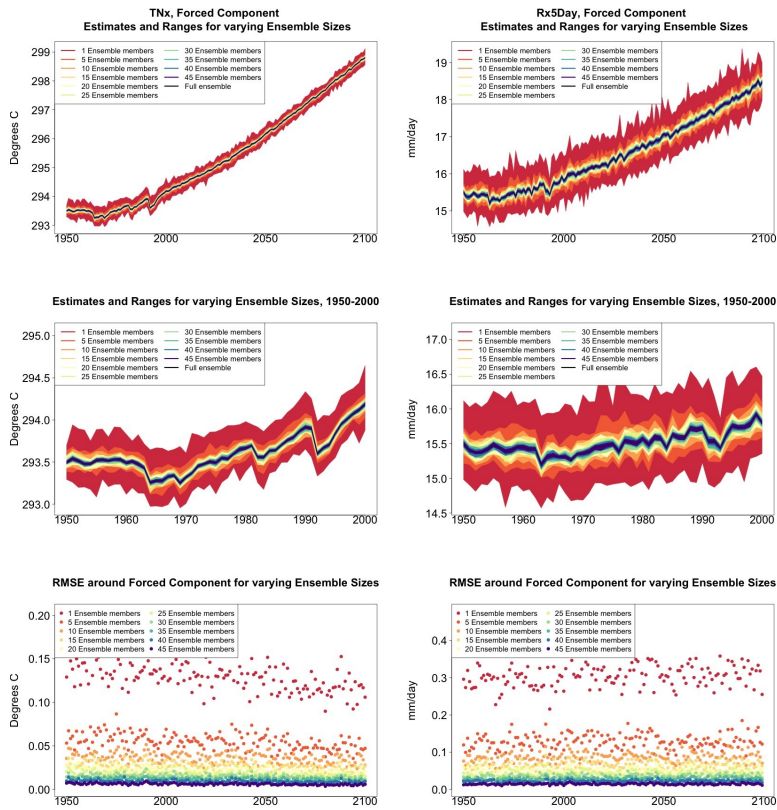 TNx, Forced Component
Estimates and Ranges for varying Ensemble Sizes
1 Ensemble members
5 Ensemble members
10 Ensemble members
15 Ensemble members
20 Ensemble members
25 Ensemble members
30 Ensemble members
35 Ensemble members
40 Ensemble members
45 Ensemble members
Full ensemble
Degrees C
299
298
297
296
295
294
293
1950 2000 2050 2100
Rx5Day, Forced Component
Estimates and Ranges for varying Ensemble Sizes
1 Ensemble members
5 Ensemble members
10 Ensemble members
15 Ensemble members
20 Ensemble members
25 Ensemble members
30 Ensemble members
35 Ensemble members
40 Ensemble members
45 Ensemble members
Full ensemble
mm/day
19
18
17
16
15
1950 2000 2050 2100
Estimates and Ranges for varying Ensemble Sizes, 1950-2000
1 Ensemble members
5 Ensemble members
10 Ensemble members
15 Ensemble members
20 Ensemble members
25 Ensemble members
30 Ensemble members
35 Ensemble members
40 Ensemble members
45 Ensemble members
Full ensemble
Degrees C
295.0
294.5
294.0
293.5
293.0
1950 1960 1970 1980 1990 2000
Estimates and Ranges for varying Ensemble Sizes, 1950-2000
1 Ensemble members
5 Ensemble members
10 Ensemble members
15 Ensemble members
20 Ensemble members
25 Ensemble members
30 Ensemble members
35 Ensemble members
40 Ensemble members
45 Ensemble members
Full ensemble
mm/day
17.0
16.5
16.0
15.5
15.0
14.5
1950 1960 1970 1980 1990 2000
RMSE around Forced Component for varying Ensemble Sizes
1 Ensemble members
5 Ensemble members
10 Ensemble members
15 Ensemble members
20 Ensemble members
25 Ensemble members
30 Ensemble members
35 Ensemble members
40 Ensemble members
45 Ensemble members
Degrees C
0.20
0.15
0.10
0.05
0.00
1950 2000 2050 2100
RMSE around Forced Component for varying Ensemble Sizes
1 Ensemble members
5 Ensemble members
10 Ensemble members
15 Ensemble members
20 Ensemble members
25 Ensemble members
30 Ensemble members
35 Ensemble members
40 Ensemble members
45 Ensemble members
mm/day
0.4
0.3
0.2
0.1
0.0
1950 2000 2050 2100